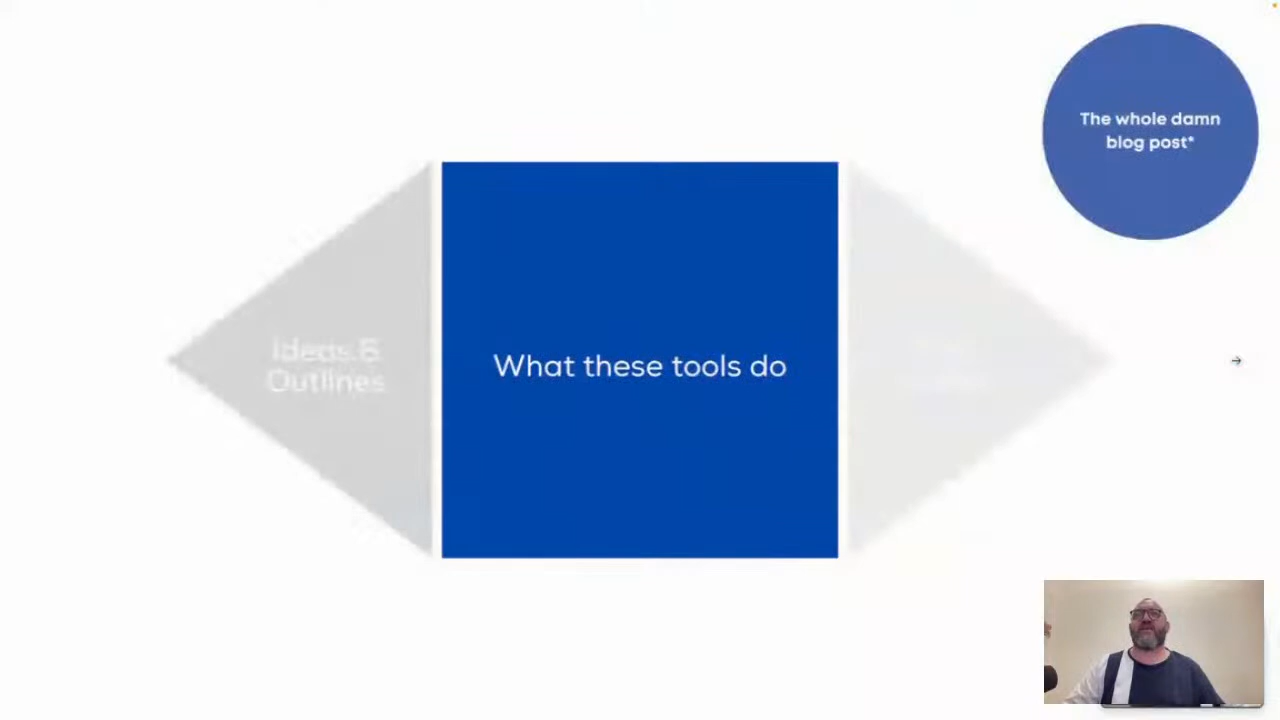 The whole damn
blog post*
Ideas &
Outlines
What these tools do